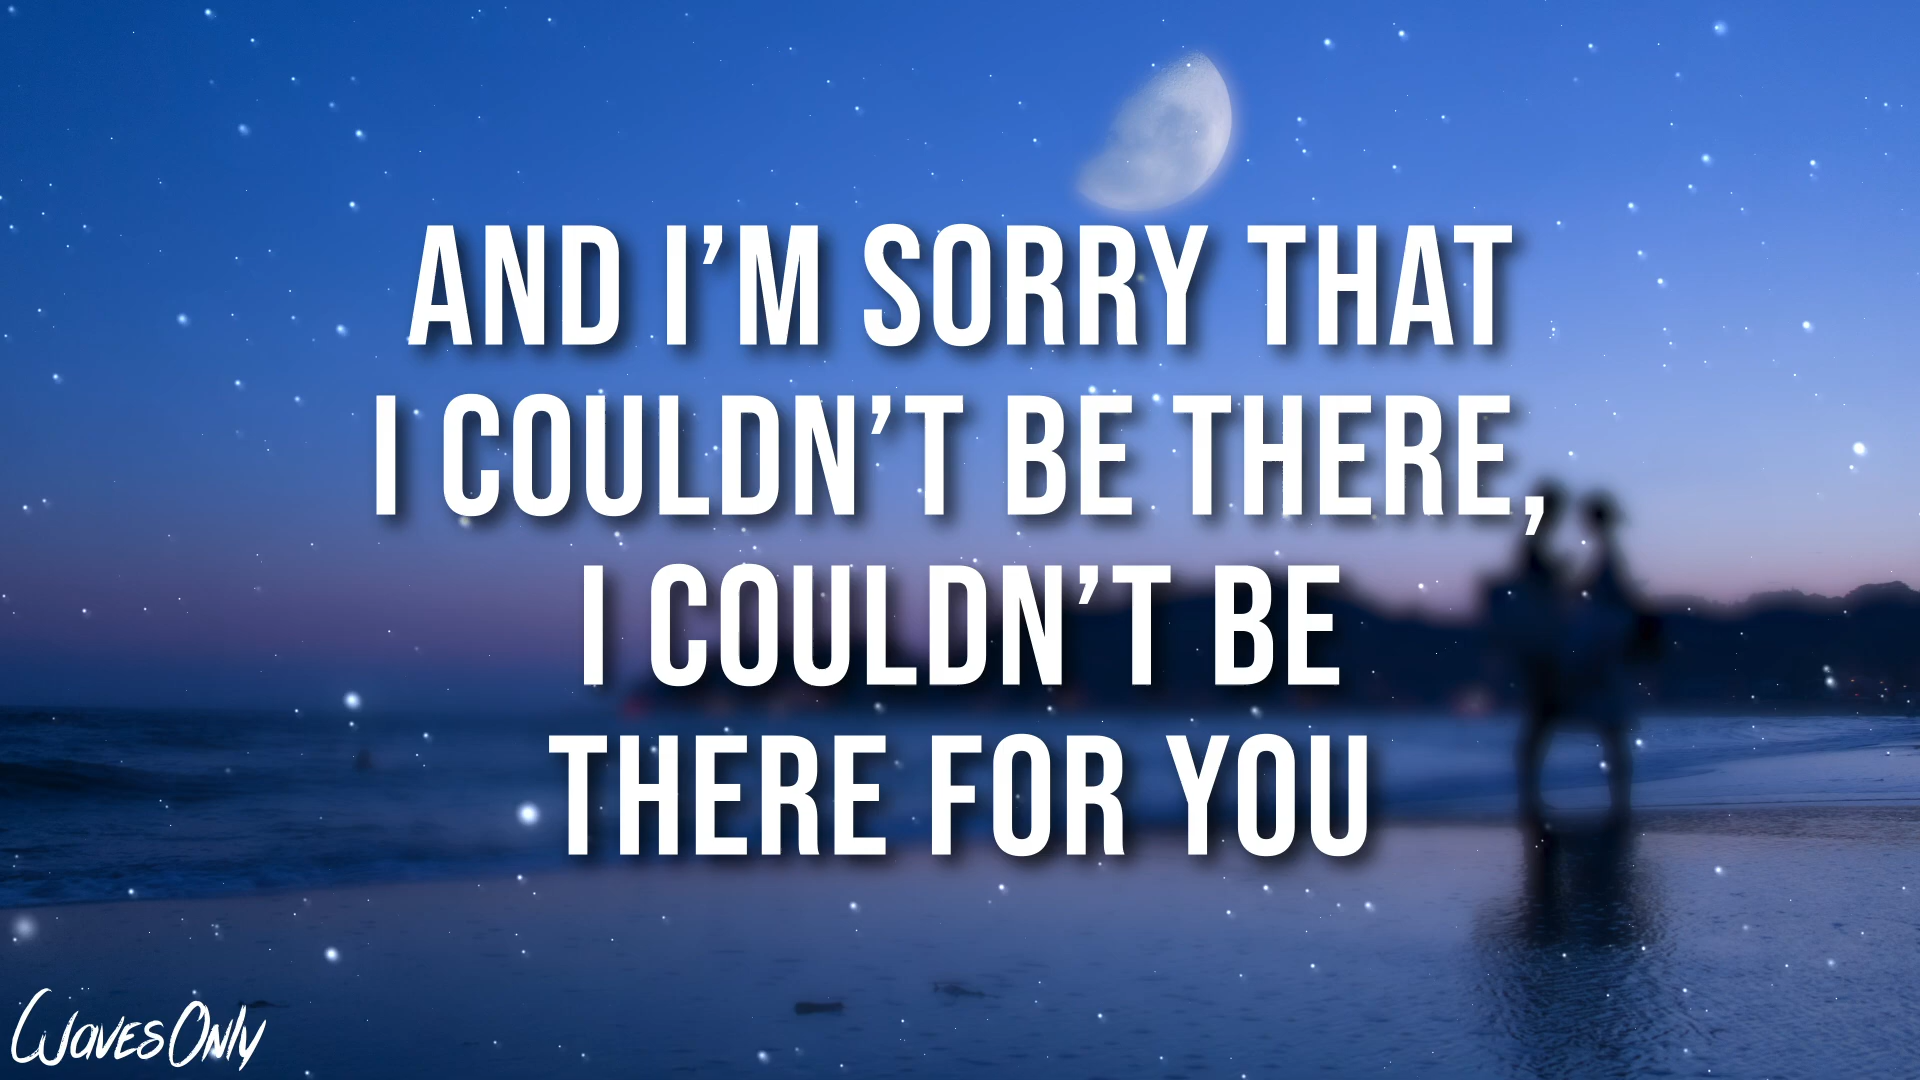 AND I’M SORRY THAT
I COULDN’T BE THERE,
I COULDN’T BE
THERE FOR YOU
WavesOnly